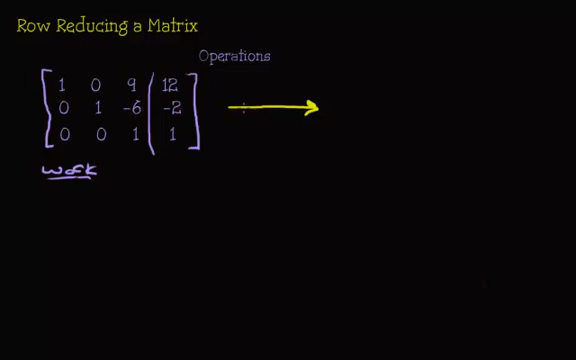 Row Reducing a Matrix
Operations
1 0 9 12
0 1 -6 -2
0 0 1 1
Work